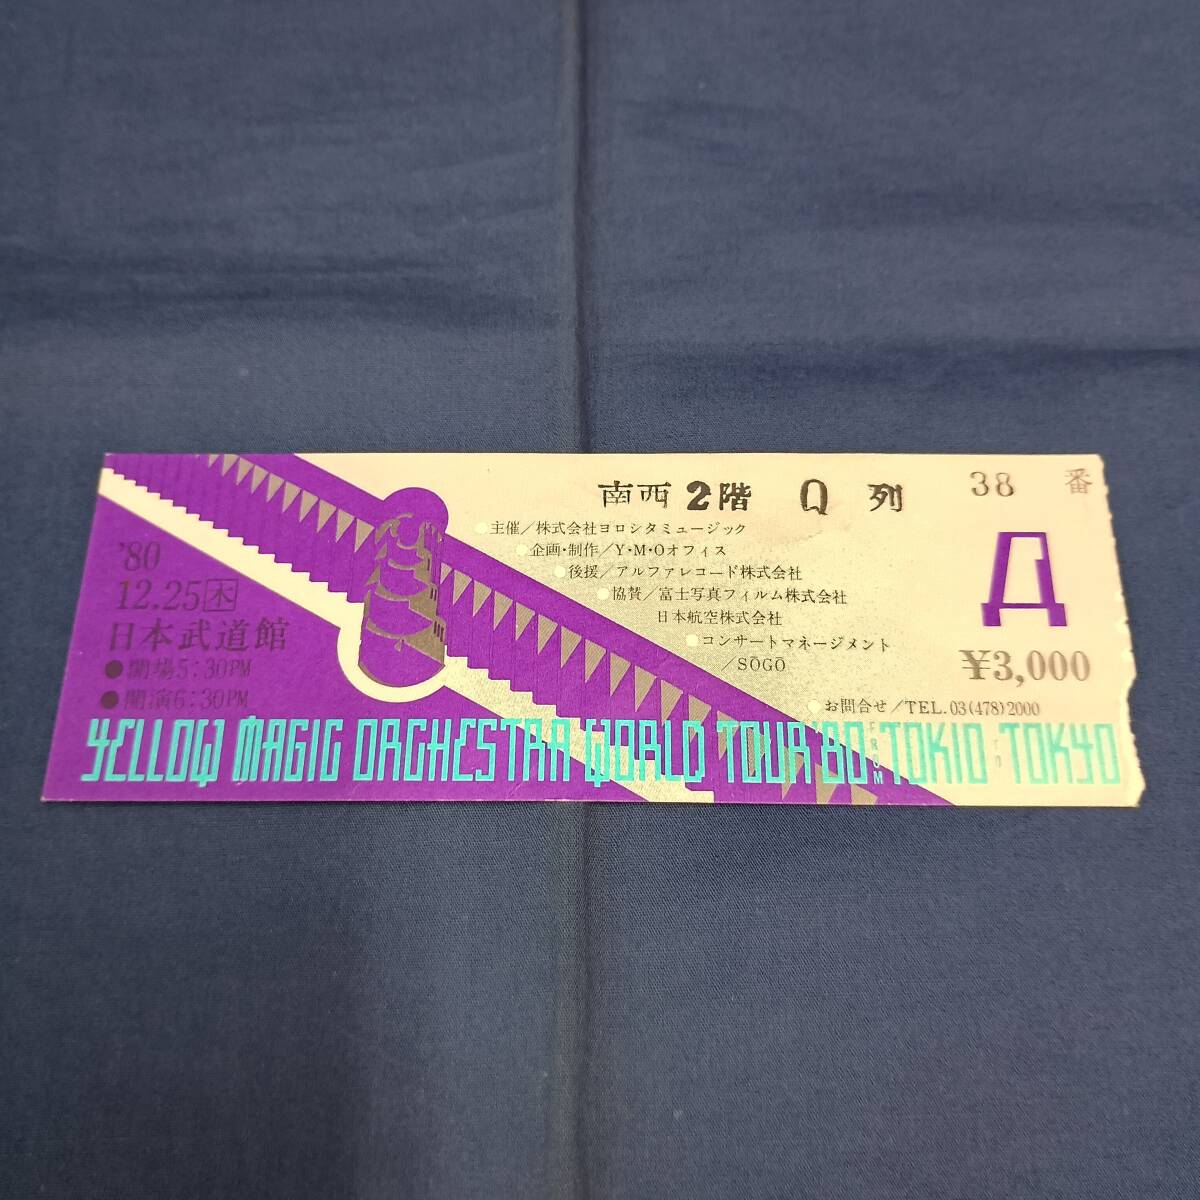 南西 2階 Q 列
38 番
A
¥3,000
主催/株式会社ヨロシタミュージック
企画・制作/Y・M・Oオフィス
後援/アルファレコード株式会社
協賛/富士写真フィルム株式会社
日本航空株式会社
コンサートマネージメント
/SŌGO
お問合せ/TEL.03(478)2000
'80
12.25木
日本武道館
●開場5:30PM
●開演6:30PM
YELLOW MAGIC ORCHESTRA WORLD TOUR '80 FROM TOKIO TO TOKYO